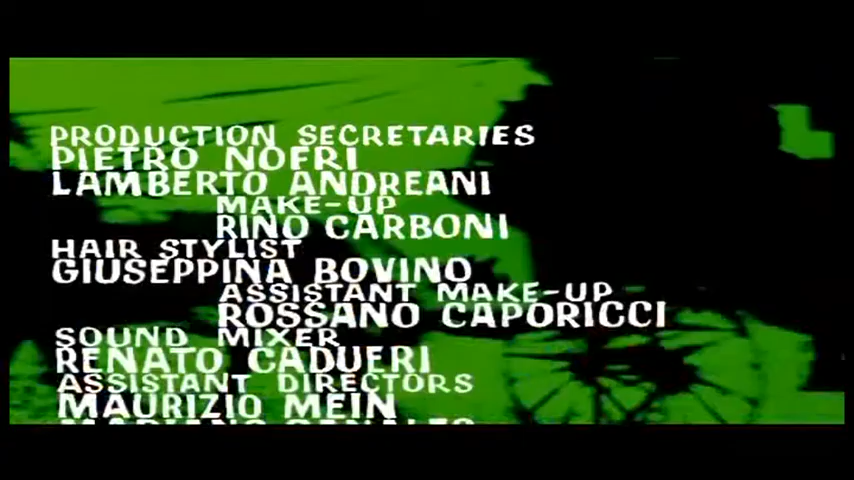 PRODUCTION SECRETARIES
PIETRO NOFRI
LAMBERTO ANDREANI
MAKE-UP
RINO CARBONI
HAIR STYLIST
GIUSEPPINA BOVINO
ASSISTANT MAKE-UP
ROSSANO CAPORICCI
SOUND MIXER
RENATO CADUERI
ASSISTANT DIRECTORS
MAURIZIO MEIN